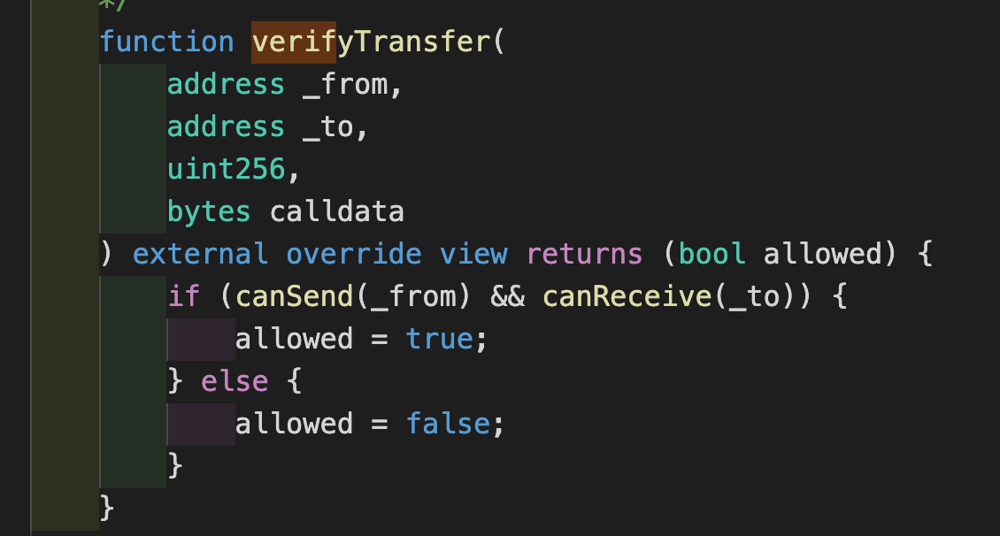 */
function verifyTransfer(
address _from,
address _to,
uint256,
bytes calldata
) external override view returns (bool allowed) {
if (canSend(_from) && canReceive(_to)) {
allowed = true;
} else {
allowed = false;
}
}